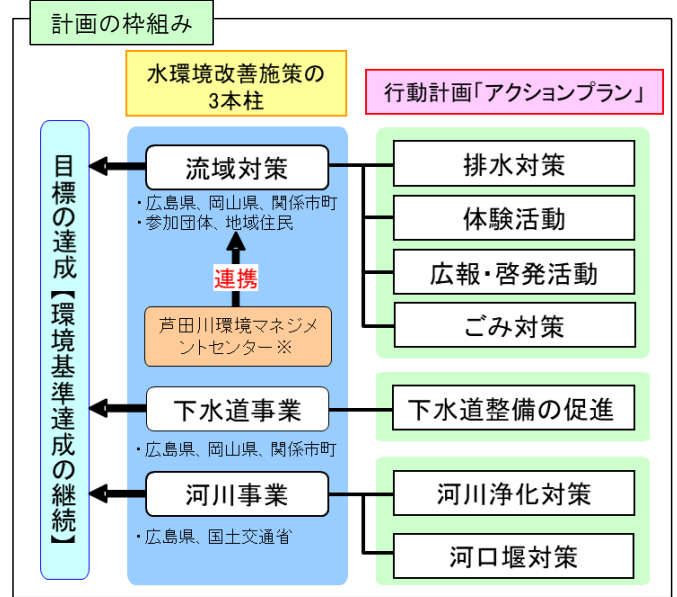 計画の枠組み
水環境改善施策の
3本柱
行動計画「アクションプラン」
目標の達成【環境基準達成の継続】
流域対策
・広島県、岡山県、関係市町
・参加団体、地域住民
連携
芦田川環境マネジメ
ントセンター※
下水道事業
・広島県、岡山県、関係市町
河川事業
・広島県、国土交通省
排水対策
体験活動
広報・啓発活動
ごみ対策
下水道整備の促進
河川浄化対策
河口堰対策